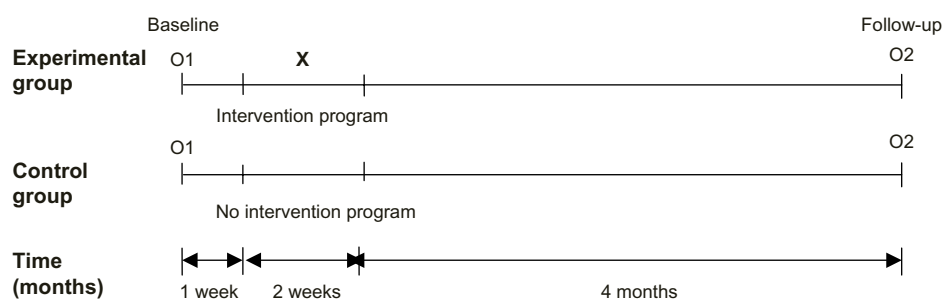 Baseline
Follow-up
Experimental
group
O1
X
O2
Intervention program
O1
O2
Control
group
No intervention program
Time
(months)
1 week
2 weeks
4 months